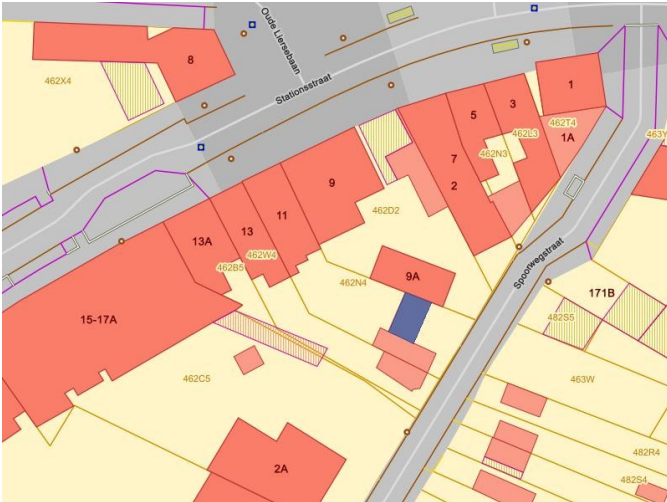 Oude Liersebaan
8
462X4
Stationsstraat
1
5
3
462T4
462L3
1A
463Y
7
462N3
9
2
11
462D2
13
13A
462W4
462B5
9A
462N4
Spoorwegstraat
171B
15-17A
482S5
462C5
463W
482R4
2A
482S4